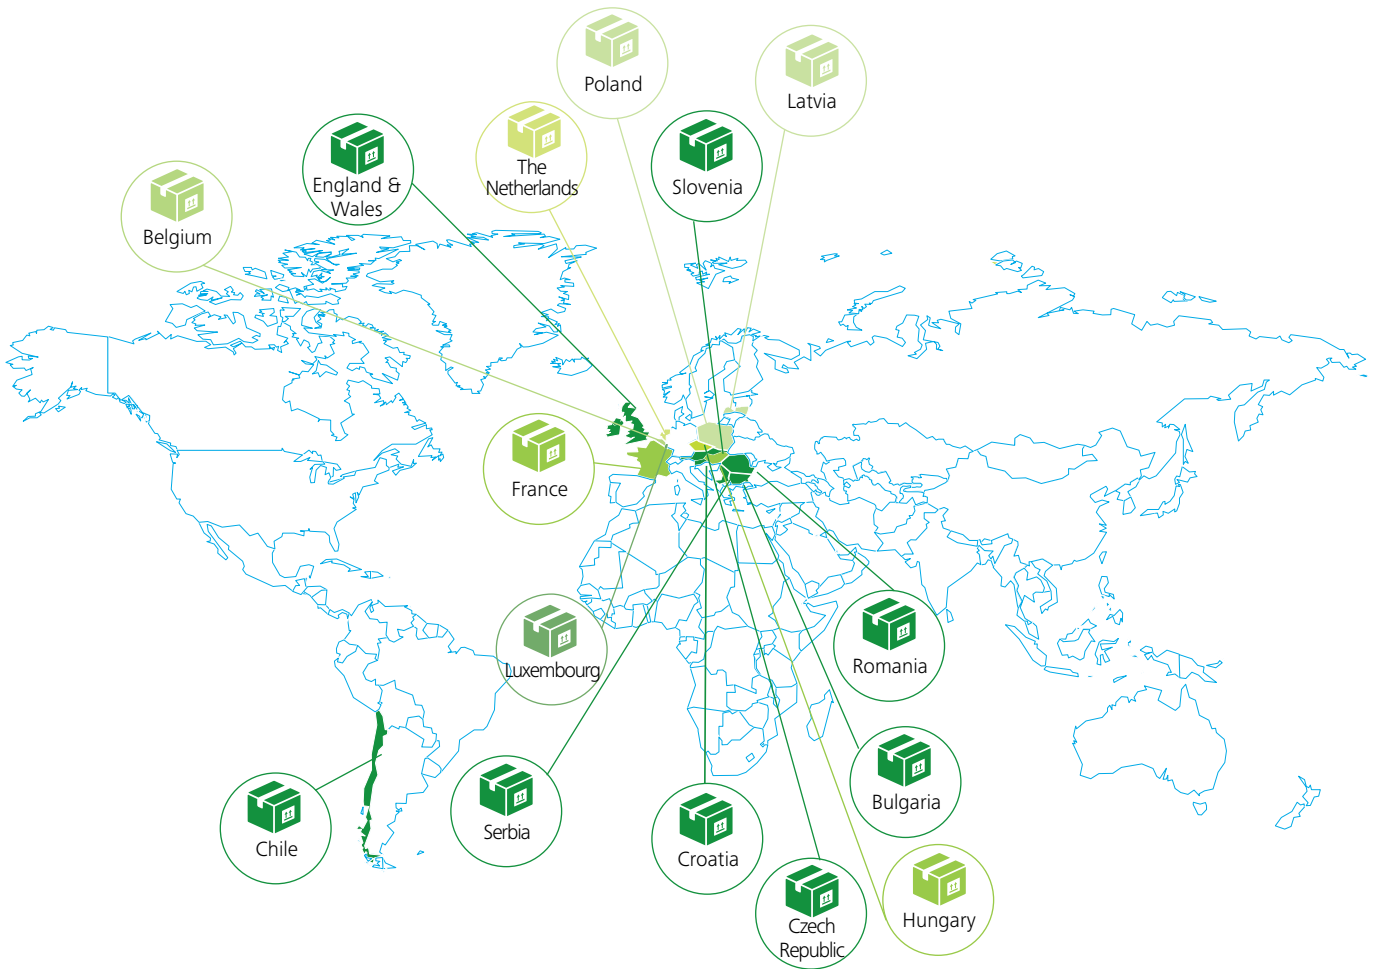 Poland
Latvia
The
Netherlands
England &
Wales
Slovenia
Belgium
France
Luxembourg
Romania
Serbia
Bulgaria
Chile
Croatia
Czech
Republic
Hungary